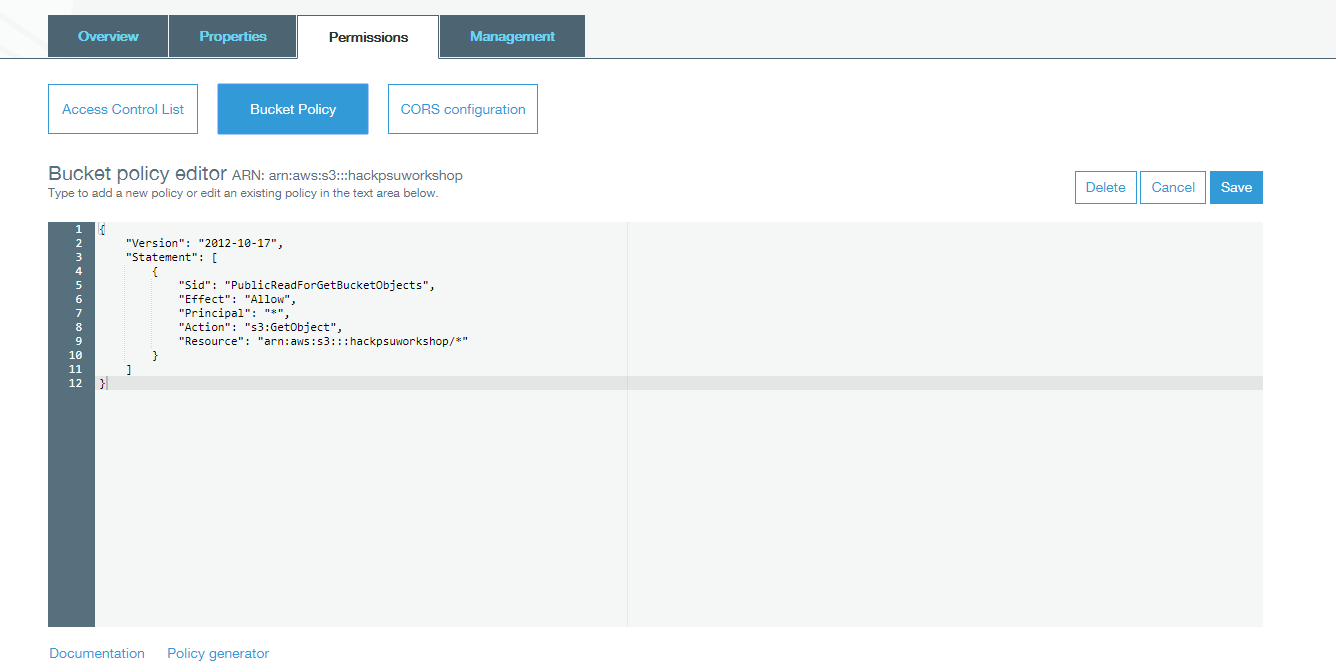 Overview Properties Permissions Management
Access Control List Bucket Policy CORS configuration
Bucket policy editor ARN: arn:aws:s3:::hackpsuworkshop
Type to add a new policy or edit an existing policy in the text area below.
Delete Cancel Save
1 {
2 "Version": "2012-10-17",
3 "Statement": [
4 {
5 "Sid": "PublicReadForGetBucketObjects",
6 "Effect": "Allow",
7 "Principal": "*",
8 "Action": "s3:GetObject",
9 "Resource": "arn:aws:s3:::hackpsuworkshop/*"
10 }
11 ]
12 }
Documentation Policy generator